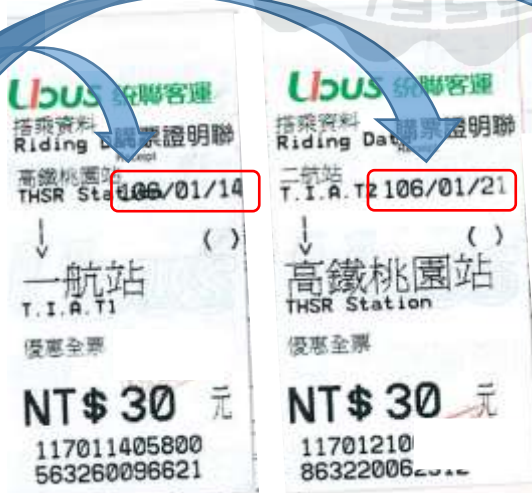 Ubus 統聯客運
搭乘資料 購票證明聯
Riding Da
高鐵桃園站
THSR Station 106/01/14
↓ ( )
一航站
T.I.A.T1
優惠全票
NT$ 30 元
117011405800
563260096621
Ubus 統聯客運
搭乘資料 購票證明聯
Riding Dat
二航站
T.I.A.T2 106/01/21
↓ ( )
高鐵桃園站
THSR Station
優惠全票
NT$ 30 元
11701210
863220062